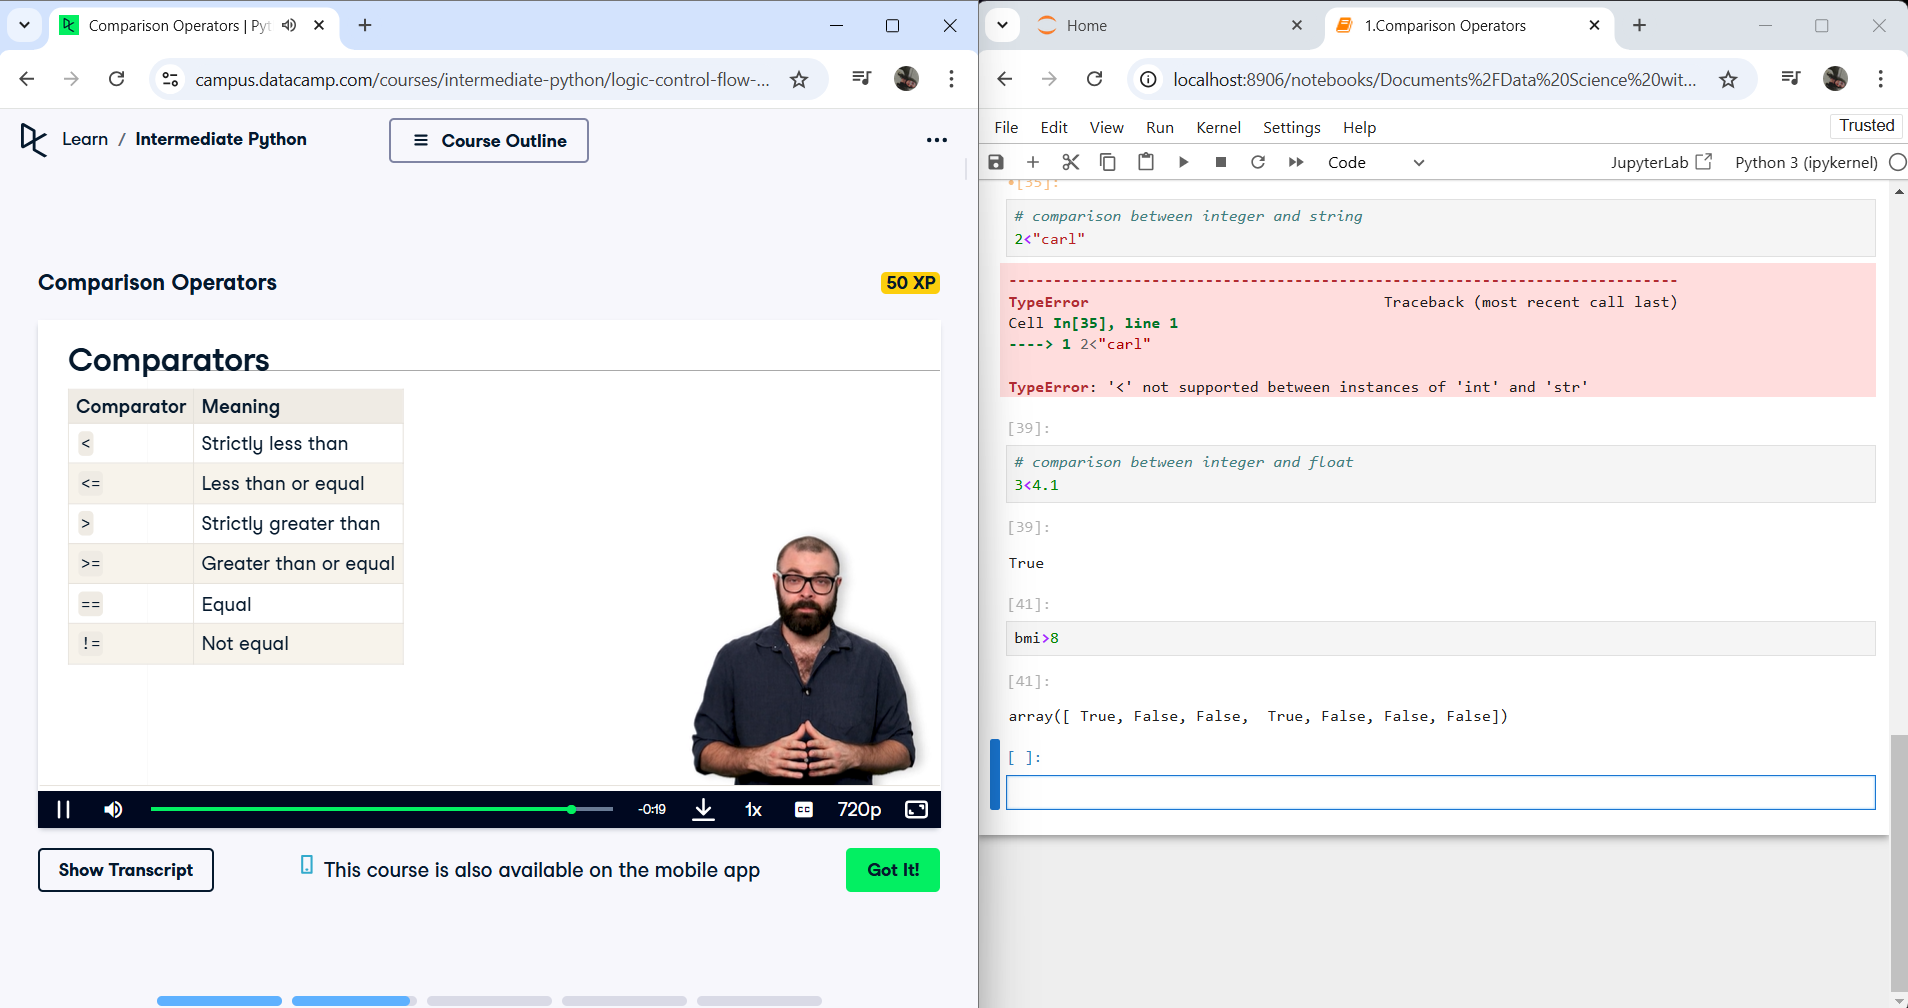 Comparison Operators | Pyt
campus.datacamp.com/courses/intermediate-python/logic-control-flow-...
Learn / Intermediate Python
Course Outline
Comparison Operators
50 XP
Comparators
Comparator Meaning
< Strictly less than
<= Less than or equal
> Strictly greater than
>= Greater than or equal
== Equal
!= Not equal
-0:19
1x
CC
720p
Show Transcript
This course is also available on the mobile app
Got It!
Home
1.Comparison Operators
localhost:8906/notebooks/Documents%2FData%20Science%20wit...
File Edit View Run Kernel Settings Help
Trusted
Code
JupyterLab
Python 3 (ipykernel)
[35]:
# comparison between integer and string
2<"carl"
---------------------------------------------------------------------------
TypeError Traceback (most recent call last)
Cell In[35], line 1
----> 1 2<"carl"
TypeError: '<' not supported between instances of 'int' and 'str'
[39]:
# comparison between integer and float
3<4.1
[39]:
True
[41]:
bmi>8
[41]:
array([ True, False, False,  True, False, False, False])
[ ]: